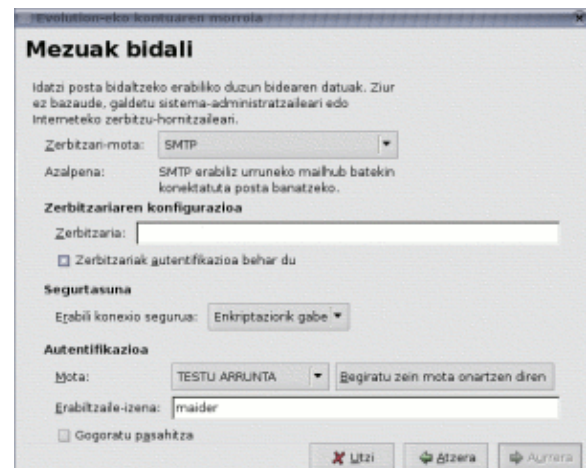 Evolution-eko kontuaren morroia
Mezuak bidali
Idatzi posta bidaltzeko erabiliko duzun bidearen datuak. Ziur
ez bazaude, galdetu sistema-administratzaileari edo
Interneteko zerbitzu-hornitzaileari.
Zerbitzari-mota: SMTP
Azalpena: SMTP erabiliz urruneko mailhub batekin
konektatuta posta banatzeko.
Zerbitzariaren konfigurazioa
Zerbitzaria:
Zerbitzariak autentifikazioa behar du
Segurtasuna
Erabili konexio segurua: Enkriptaziorik gabe
Autentifikazioa
Mota: TESTU ARRUNTA Begiratu zein mota onartzen diren
Erabiltzaile-izena: maider
Gogoratu pasahitza
Utzi Atzera Aurrera